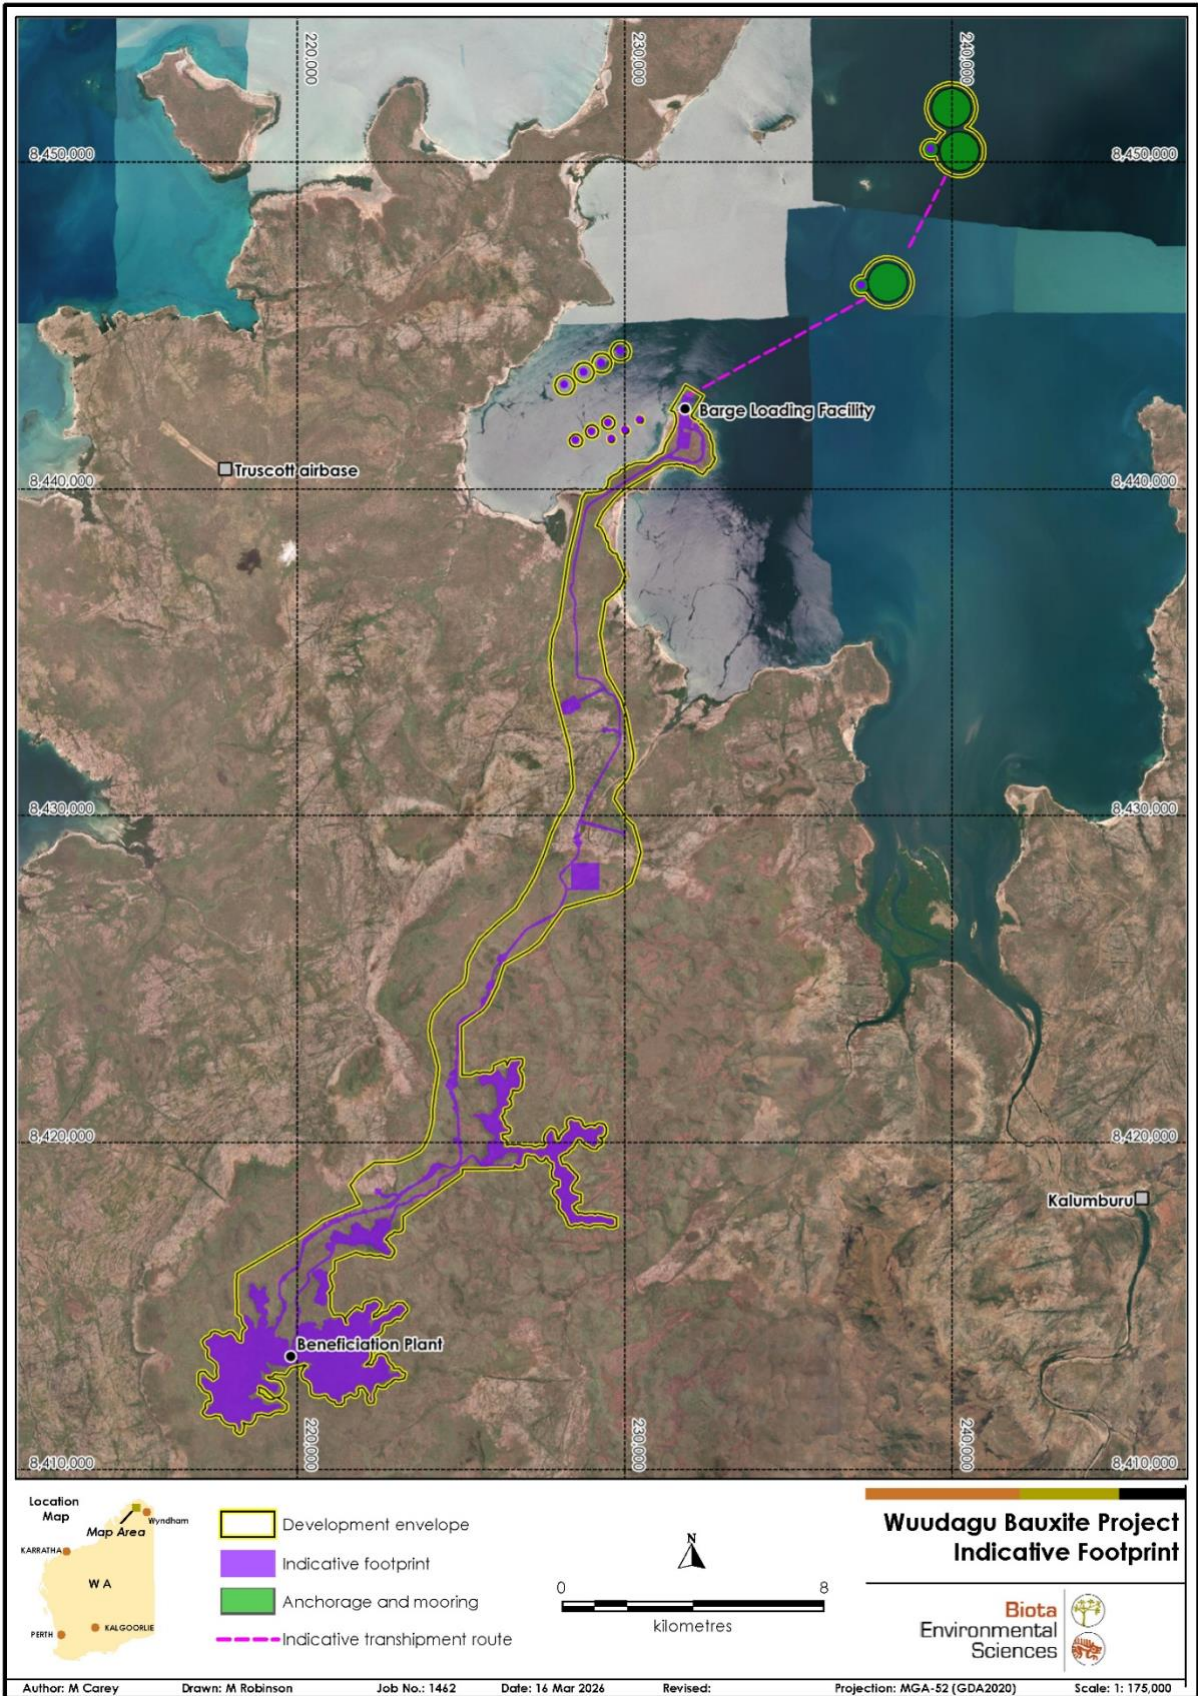 220,000
230,000
240,000
8,450,000
8,450,000
Barge Loading Facility
Truscott airbase
8,440,000
8,440,000
8,430,000
8,430,000
8,420,000
8,420,000
Kalumburu
Beneficiation Plant
220,000
230,000
240,000
8,410,000
8,410,000
Location
Map
Map Area
Wyndham
KARRATHA
W A
PERTH
KALGOORLIE
Development envelope
Indicative footprint
Anchorage and mooring
Indicative transhipment route
N
0 8
kilometres
Wuudagu Bauxite Project
Indicative Footprint
Biota
Environmental
Sciences
Author: M Carey Drawn: M Robinson Job No.: 1462 Date: 16 Mar 2026 Revised: Projection: MGA-52 (GDA2020) Scale: 1: 175,000